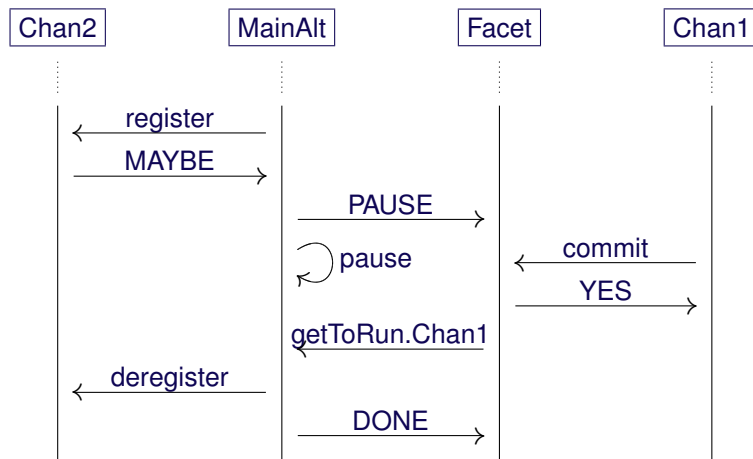 Chan2 MainAlt Facet Chan1
register
MAYBE
PAUSE
pause commit
YES
getToRun.Chan1
deregister
DONE